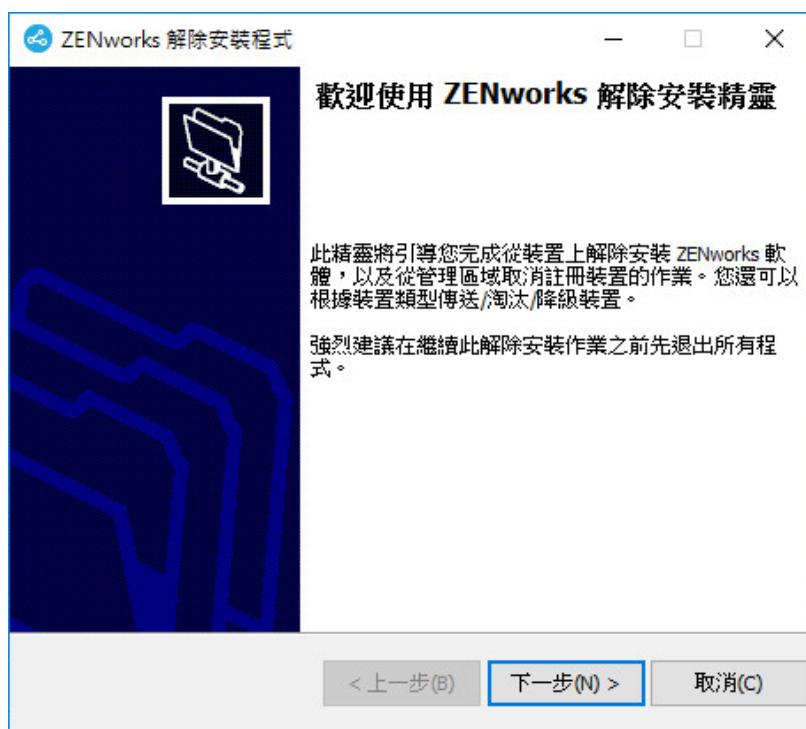 ZENworks 解除安裝程式
歡迎使用 ZENworks 解除安裝精靈
此精靈將引導您完成從裝置上解除安裝 ZENworks 軟
體，以及從管理區域取消註冊裝置的作業。您還可以
根據裝置類型傳送/淘汰/降級裝置。
強烈建議在繼續此解除安裝作業之前先退出所有程
式。
< 上一步(B) 下一步(N) > 取消(C)